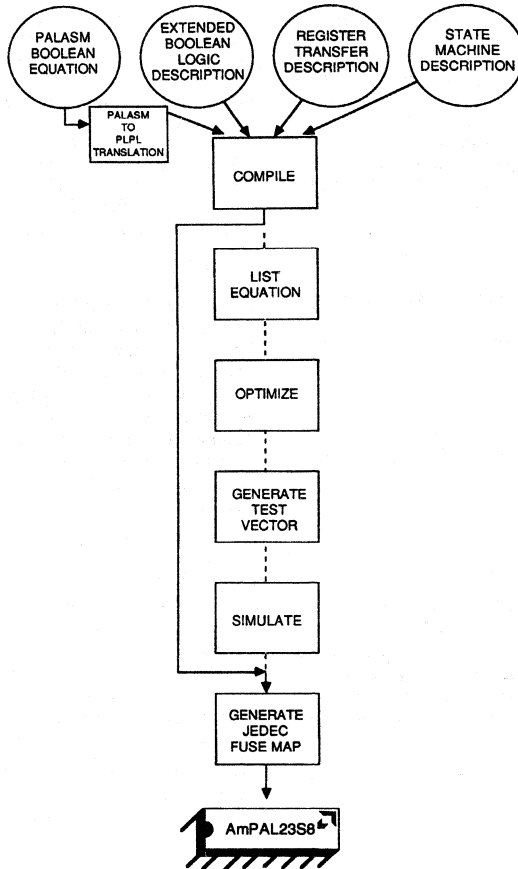 PALASM
BOOLEAN
EQUATION
EXTENDED
BOOLEAN
LOGIC
DESCRIPTION
REGISTER
TRANSFER
DESCRIPTION
STATE
MACHINE
DESCRIPTION
PALASM
TO
PLPL
TRANSLATION
COMPILE
LIST
EQUATION
OPTIMIZE
GENERATE
TEST
VECTOR
SIMULATE
GENERATE
JEDEC
FUSE MAP
AmPAL23S8